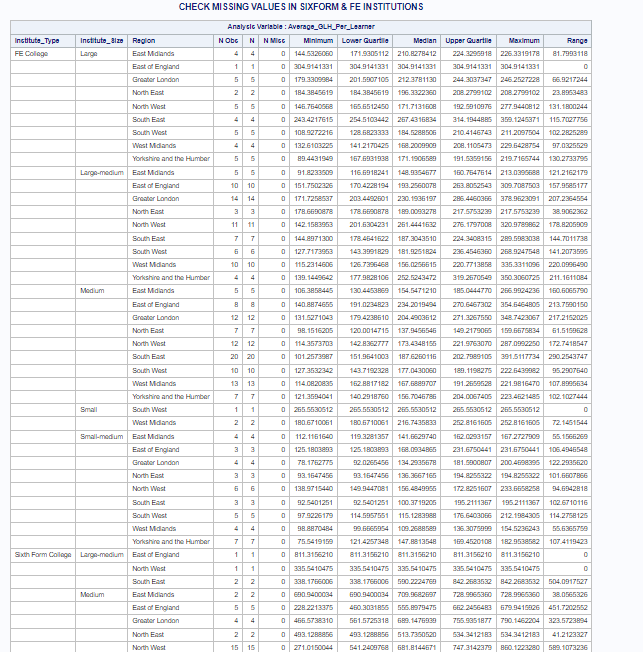 CHECK MISSING VALUES IN SIXFORM & FE INSTITUTIONS
Analysis Variable : Average_GLH_Per_Learner
Institute_Type Institute_Size Region N Obs N N Miss Minimum Lower Quartile Median Upper Quartile Maximum Range
FE College Large East Midlands 4 4 0 144.5326060 171.9305112 210.8278412 224.3295918 226.3319178 81.7993118
East of England 1 1 0 304.9141331 304.9141331 304.9141331 304.9141331 304.9141331 0
Greater London 5 5 0 179.3309984 201.5907105 212.3781130 244.3037347 246.2527228 66.9217244
North East 2 2 0 184.3845619 184.3845619 196.3322360 208.2799102 208.2799102 23.8953483
North West 5 5 0 146.7640568 165.6512450 171.7131608 192.5910976 277.9440812 131.1800244
South East 4 4 0 243.4217615 254.5103442 267.4316834 314.1944885 359.1245371 115.7027756
South West 5 5 0 108.9272216 128.6823333 184.5288506 210.4146743 211.2097504 102.2825289
West Midlands 4 4 0 132.6103225 141.2170425 168.2009909 208.1105473 229.6428754 97.0325529
Yorkshire and the Humber 5 5 0 89.4431949 167.6931938 171.1906589 191.5359156 219.7165744 130.2733795
Large-medium East Midlands 5 5 0 91.8233509 116.6918241 148.9354677 160.7647614 213.0395688 121.2162179
East of England 10 10 0 151.7502326 170.4228194 193.2560078 263.8052543 309.7087503 157.9585177
Greater London 14 14 0 171.7258537 203.4492601 230.1936197 286.4460366 378.9623091 207.2364554
North East 3 3 0 178.6690878 178.6690878 189.0093278 217.5753239 217.5753239 38.9062362
North West 11 11 0 142.1583953 201.6304231 261.4441632 276.1797008 320.9789862 178.8205909
South East 7 7 0 144.8971300 178.4641622 187.3043510 224.3408315 289.5983038 144.7011738
South West 6 6 0 127.7173953 143.3991829 181.9251824 236.4546360 268.9247548 141.2073595
West Midlands 10 10 0 115.2314606 126.7396468 156.0256615 220.7713858 335.3311096 220.0996490
Yorkshire and the Humber 4 4 0 139.1449642 177.9828106 252.5243472 319.2670549 350.3060725 211.1611084
Medium East Midlands 5 5 0 106.3858445 130.4453869 154.5471210 185.0444770 266.9924236 160.6065790
East of England 8 8 0 140.8874655 191.0234823 234.2019494 270.6467302 354.6464805 213.7590150
Greater London 12 12 0 131.5271043 179.4238610 204.4903612 271.3267550 348.7423067 217.2152025
North East 7 7 0 98.1516205 120.0014715 137.9456546 149.2179065 159.6675834 61.5159628
North West 12 12 0 114.3573703 142.8362777 173.4348155 221.9763070 287.0992250 172.7418547
South East 20 20 0 101.2573987 151.9641003 187.6260116 202.7989105 391.5117734 290.2543747
South West 10 10 0 127.3532342 143.7192328 177.0430060 189.1198275 222.6439982 95.2907640
West Midlands 13 13 0 114.0820835 162.8817182 167.6889707 191.2659528 221.9816470 107.8995634
Yorkshire and the Humber 7 7 0 121.3594041 140.2918760 156.7046786 204.0067405 223.4621485 102.1027444
Small South West 1 1 0 265.5530512 265.5530512 265.5530512 265.5530512 265.5530512 0
West Midlands 2 2 0 180.6710061 180.6710061 216.7435833 252.8161605 252.8161605 72.1451544
Small-medium East Midlands 4 4 0 112.1161640 119.3281357 141.6629740 162.0293157 167.2727909 55.1566269
East of England 3 3 0 125.1803893 125.1803893 168.0934865 231.6750441 231.6750441 106.4946548
Greater London 4 4 0 78.1762775 92.0265456 134.2935678 181.5900807 200.4698395 122.2935620
North East 3 3 0 93.1647456 93.1647456 136.3667165 194.8255322 194.8255322 101.6607866
North West 6 6 0 138.9715440 149.9447081 156.4849955 172.8251607 233.6658258 94.6942818
South East 3 3 0 92.5401251 92.5401251 100.3719205 195.2111367 195.2111367 102.6710116
South West 5 5 0 97.9226179 114.5957551 115.1283988 176.6403066 212.1984305 114.2758125
West Midlands 4 4 0 98.8870484 99.6665954 109.2688589 136.3075999 154.5236243 55.6365759
Yorkshire and the Humber 7 7 0 75.5419159 121.4257348 147.8813548 169.4520108 182.9538582 107.4119423
Sixth Form College Large-medium East of England 1 1 0 811.3156210 811.3156210 811.3156210 811.3156210 811.3156210 0
North West 1 1 0 335.5410475 335.5410475 335.5410475 335.5410475 335.5410475 0
South East 2 2 0 338.1766006 338.1766006 590.2224769 842.2683532 842.2683532 504.0917527
Medium East Midlands 2 2 0 690.9400034 690.9400034 709.9682697 728.9965360 728.9965360 38.0565326
East of England 5 5 0 228.2213375 460.3031855 555.8979475 662.2456483 679.9415926 451.7202552
Greater London 4 4 0 466.5738310 561.5725318 689.1476939 755.9351877 790.1462204 323.5723894
North East 2 2 0 493.1288856 493.1288856 513.7350520 534.3412183 534.3412183 41.2123327
North West 15 15 0 271.0150044 541.2409768 681.8144671 747.3142379 860.1223280 589.1073236